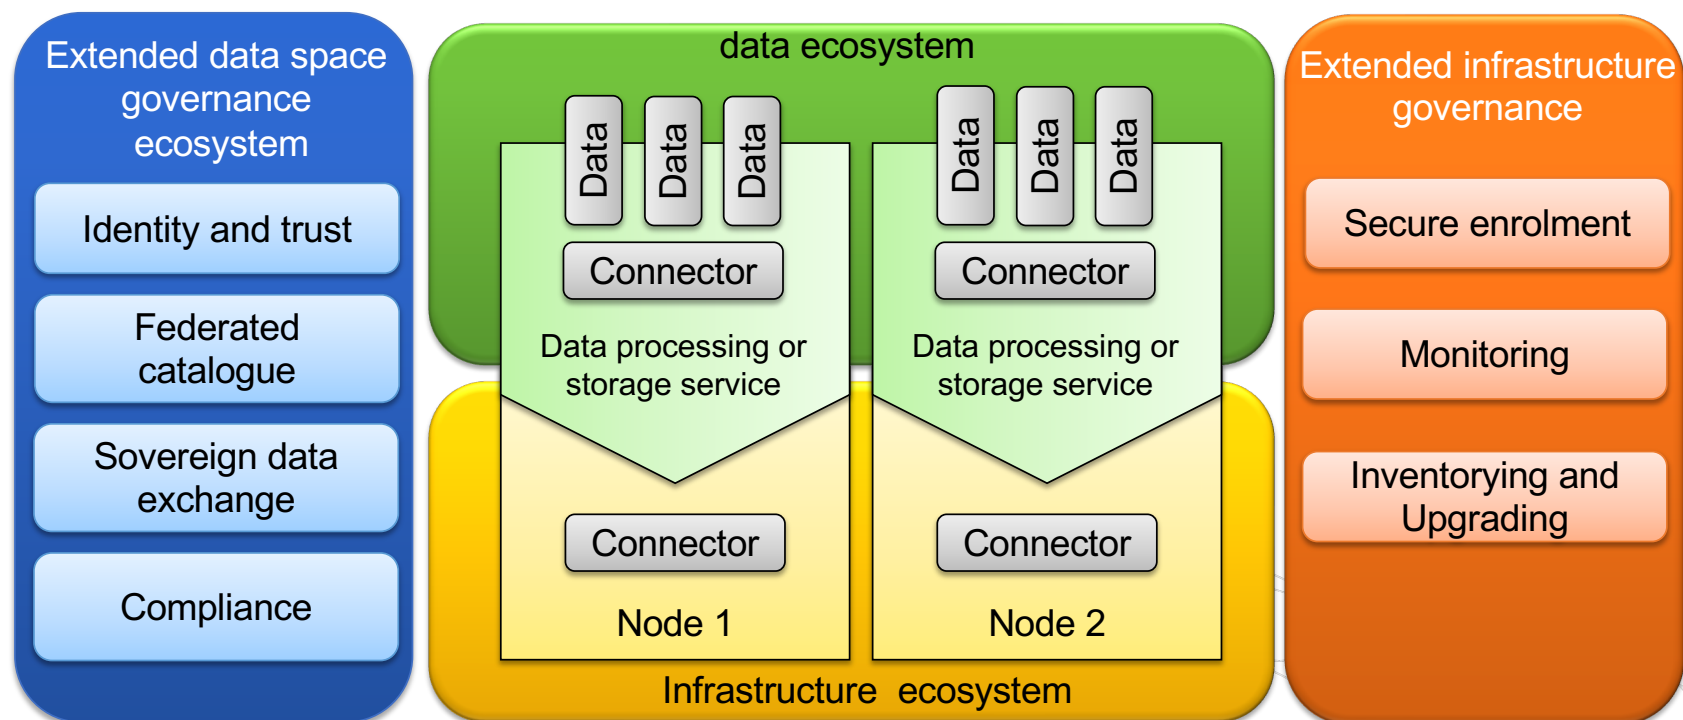 Extended data space
governance
ecosystem
Identity and trust
Federated
catalogue
Sovereign data
exchange
Compliance
data ecosystem
Data
Data
Data
Connector
Data processing or
storage service
Connector
Node 1
Data
Data
Data
Connector
Data processing or
storage service
Connector
Node 2
Infrastructure  ecosystem
Extended infrastructure
governance
Secure enrolment
Monitoring
Inventorying and
Upgrading